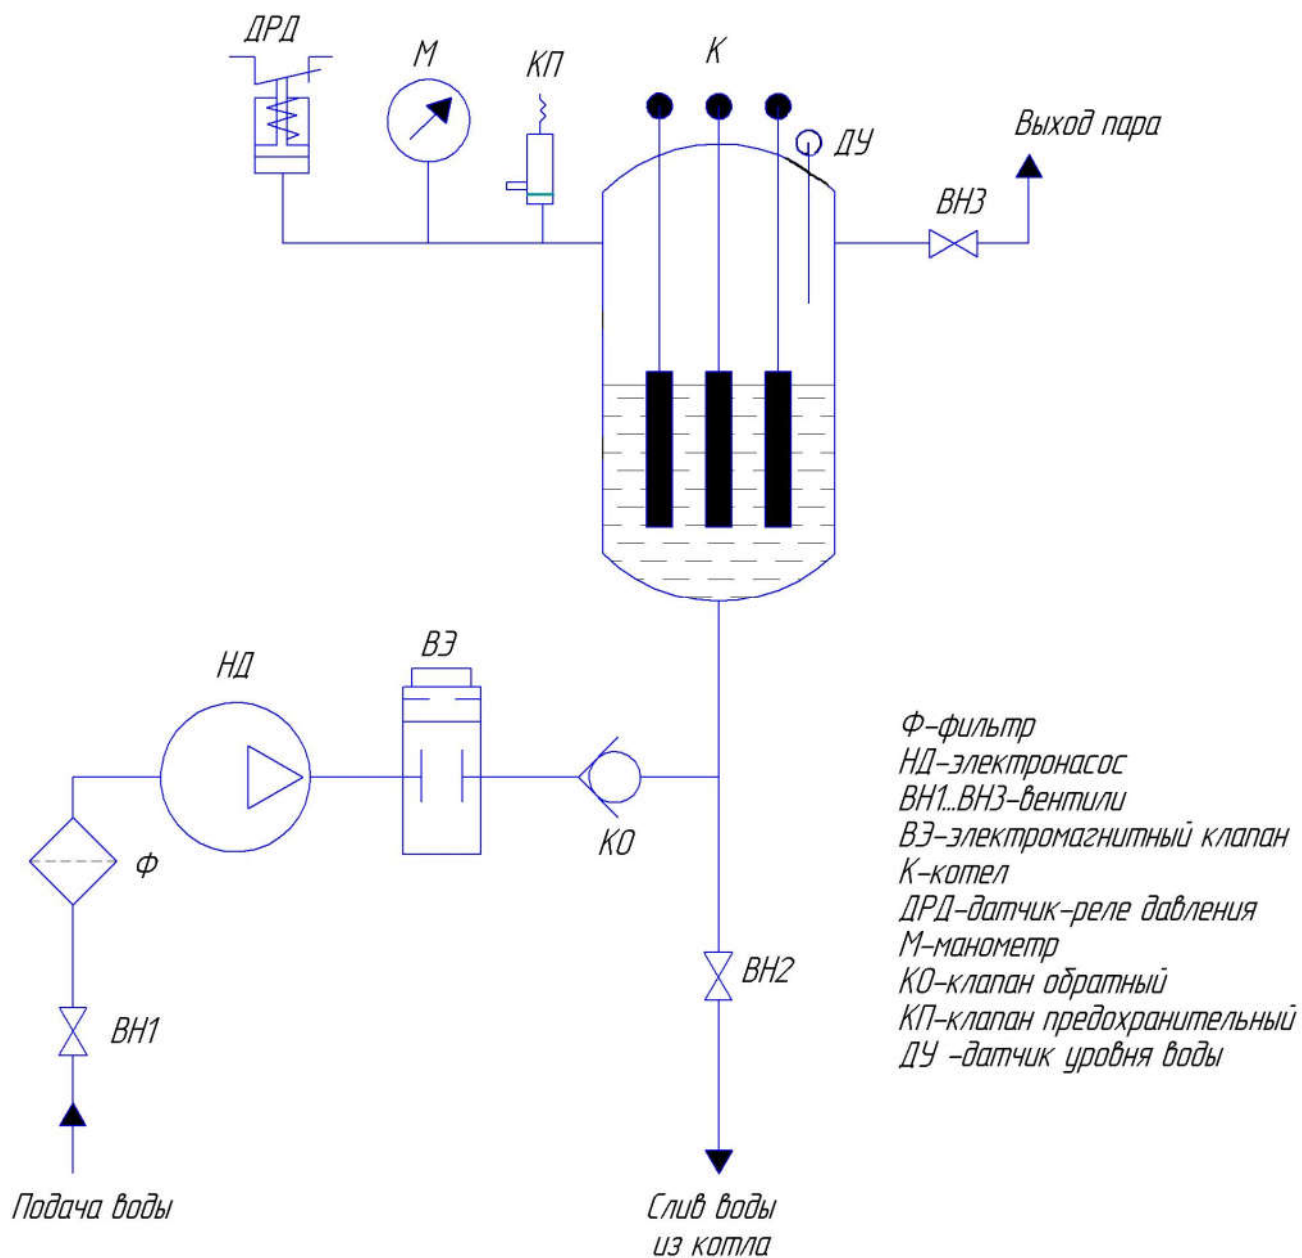 ДРД
М
КП
К
ДУ
Выход пара
ВН3
НД
ВЭ
КО
Ф
ВН1
ВН2
Ф-фильтр
НД-электронасос
ВН1...ВН3-вентили
ВЭ-электромагнитный клапан
К-котел
ДРД-датчик-реле давления
М-манометр
КО-клапан обратный
КП-клапан предохранительный
ДУ -датчик уровня воды
Подача воды
Слив воды
из котла